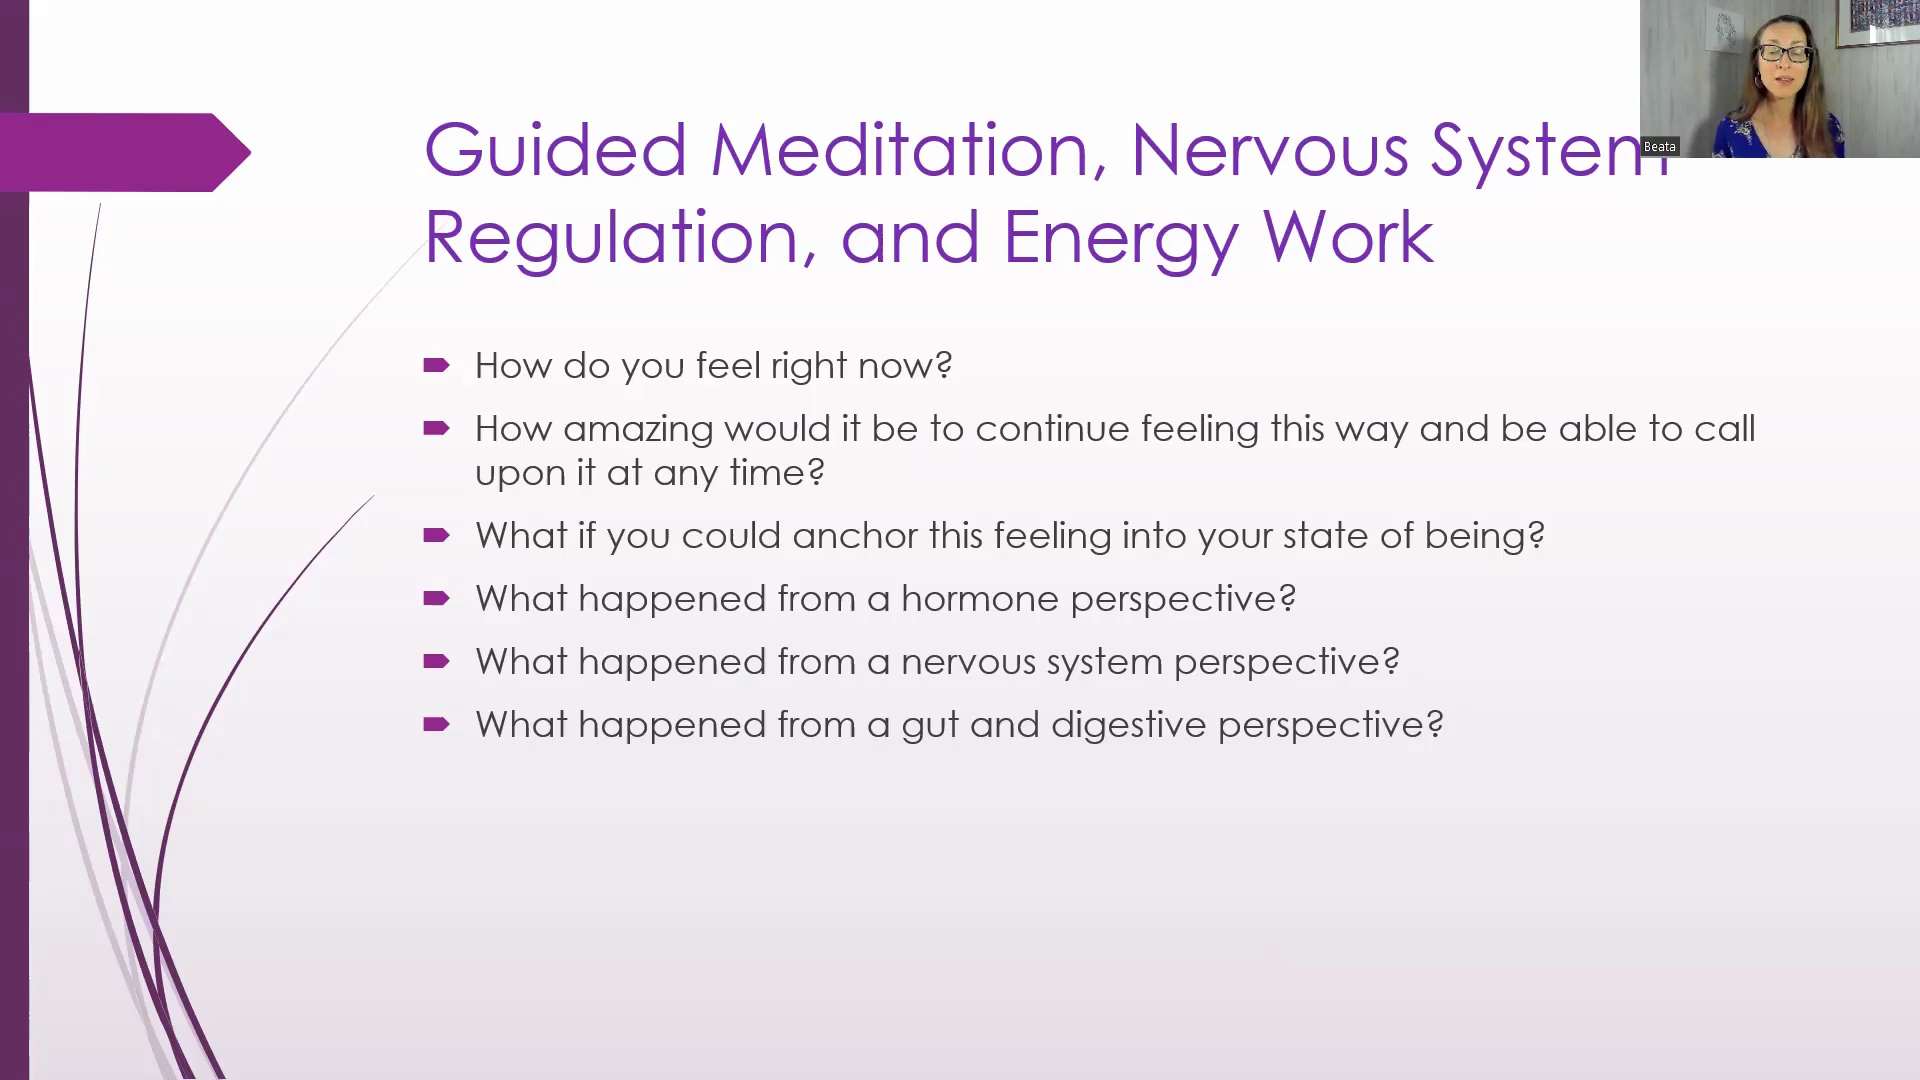 Guided Meditation, Nervous System
Regulation, and Energy Work
How do you feel right now?
How amazing would it be to continue feeling this way and be able to call
upon it at any time?
What if you could anchor this feeling into your state of being?
What happened from a hormone perspective?
What happened from a nervous system perspective?
What happened from a gut and digestive perspective?
Beata